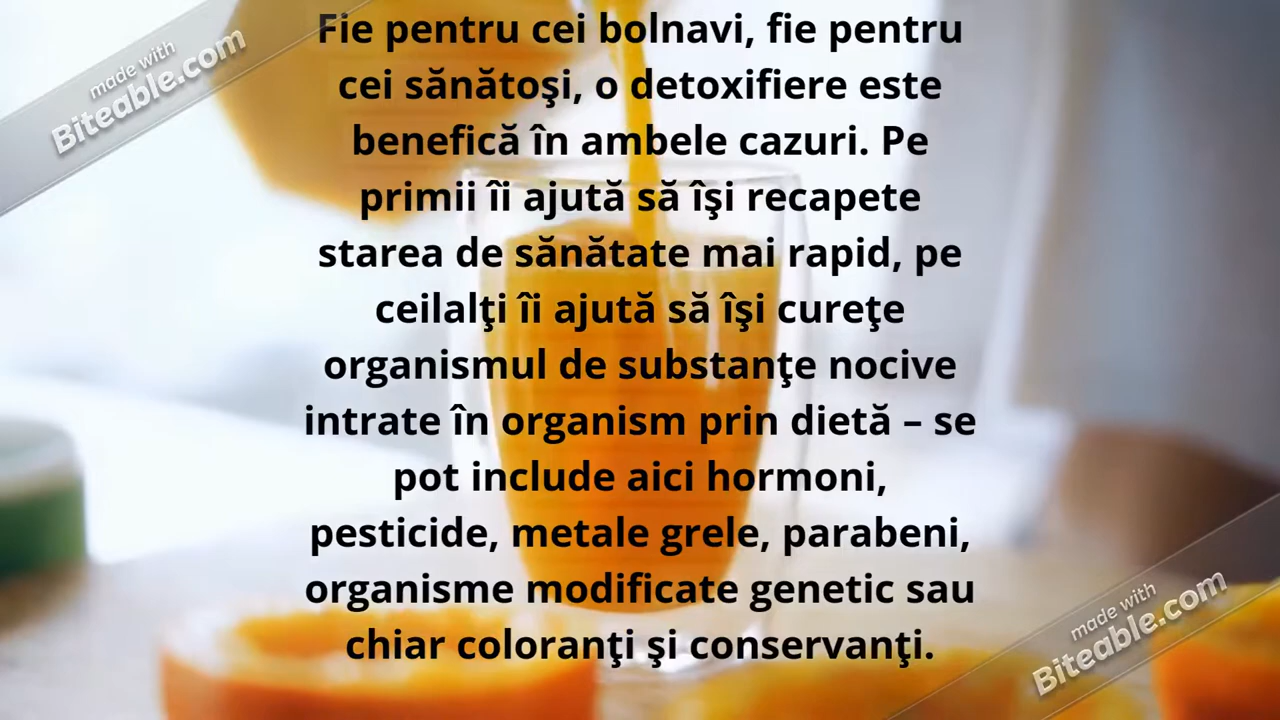 Fie pentru cei bolnavi, fie pentru
cei sănătoşi, o detoxifiere este
benefică în ambele cazuri. Pe
primii îi ajută să îşi recapete
starea de sănătate mai rapid, pe
ceilalţi îi ajută să îşi cureţe
organismul de substanţe nocive
intrate în organism prin dietă – se
pot include aici hormoni,
pesticide, metale grele, parabeni,
organisme modificate genetic sau
chiar coloranţi şi conservanţi.
made with
Biteable.com
made with
Biteable.com